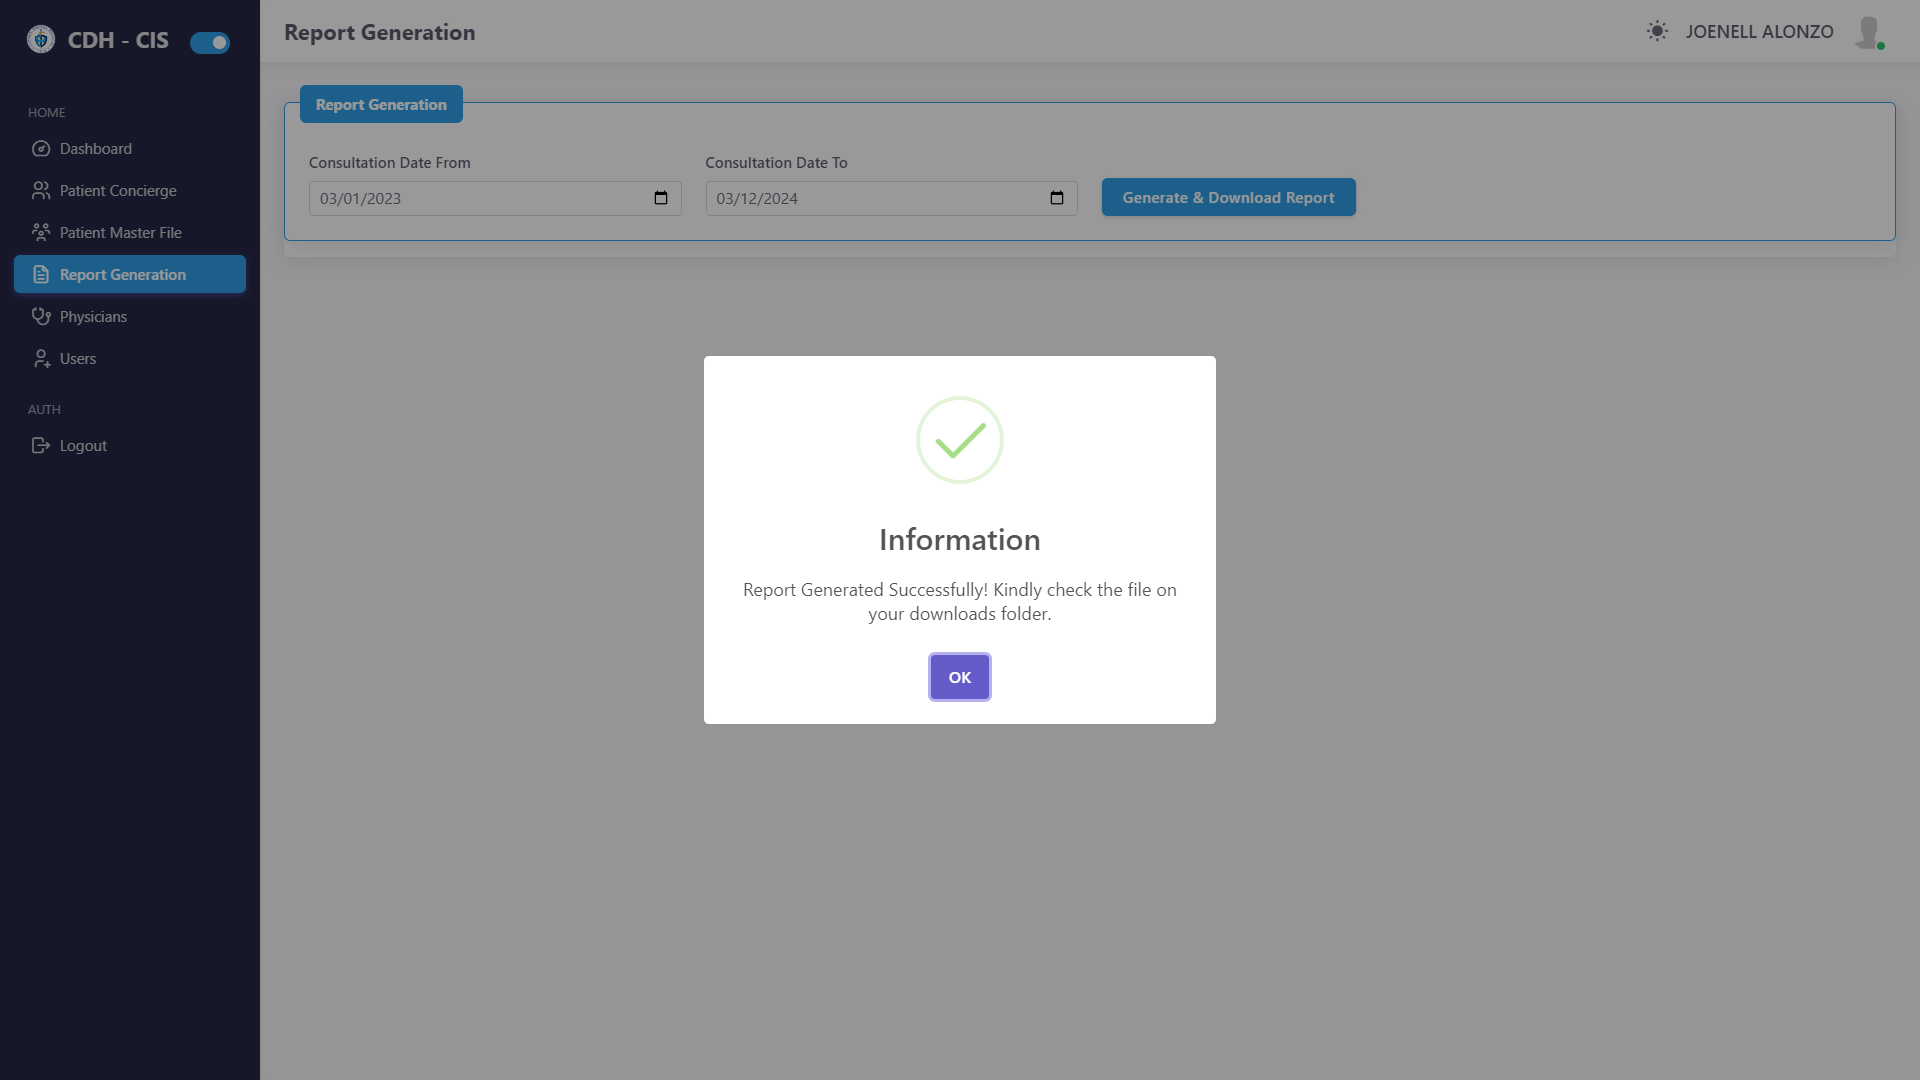 CDH - CIS
HOME
Dashboard
Patient Concierge
Patient Master File
Report Generation
Physicians
Users
AUTH
Logout
Report Generation
JOENELL ALONZO
Report Generation
Consultation Date From
Consultation Date To
03/01/2023
03/12/2024
Generate & Download Report
Information
Report Generated Successfully! Kindly check the file on
your downloads folder.
OK